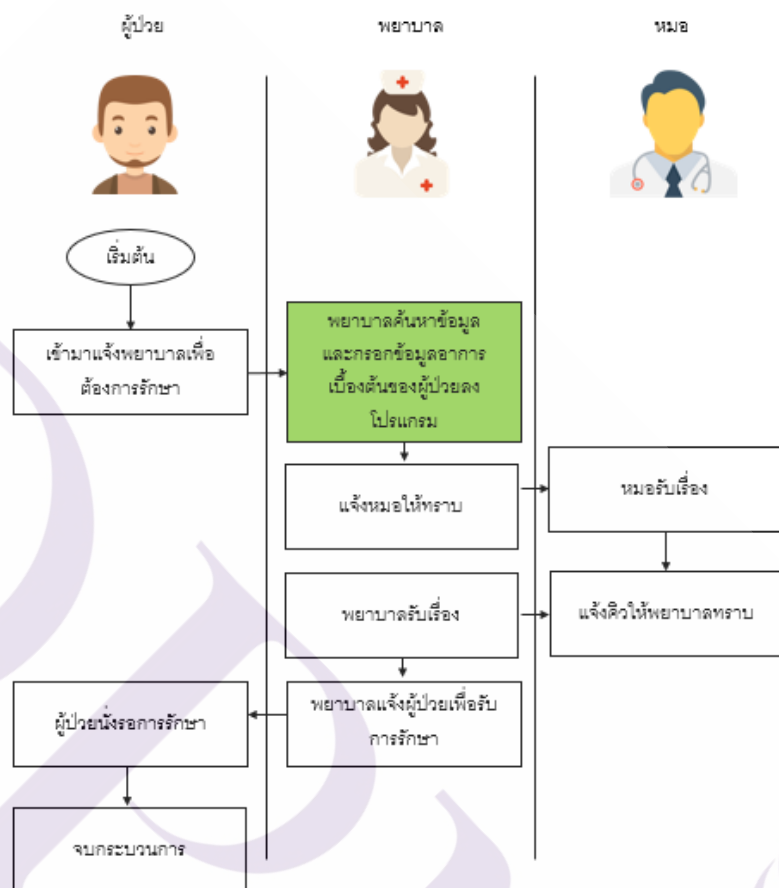 ผู้ป่วย
พยาบาล
หมอ
เริ่มต้น
เข้ามาแจ้งพยาบาลเพื่อ
ต้องการรักษา
พยาบาลค้นหาข้อมูล
และกรอกข้อมูลอาการ
เบื้องต้นของผู้ป่วยลง
โปรแกรม
แจ้งหมอให้ทราบ
หมอรับเรื่อง
พยาบาลรับเรื่อง
แจ้งคิวให้พยาบาลทราบ
ผู้ป่วยนั่งรอการรักษา
พยาบาลแจ้งผู้ป่วยเพื่อรับ
การรักษา
จบกระบวนการ